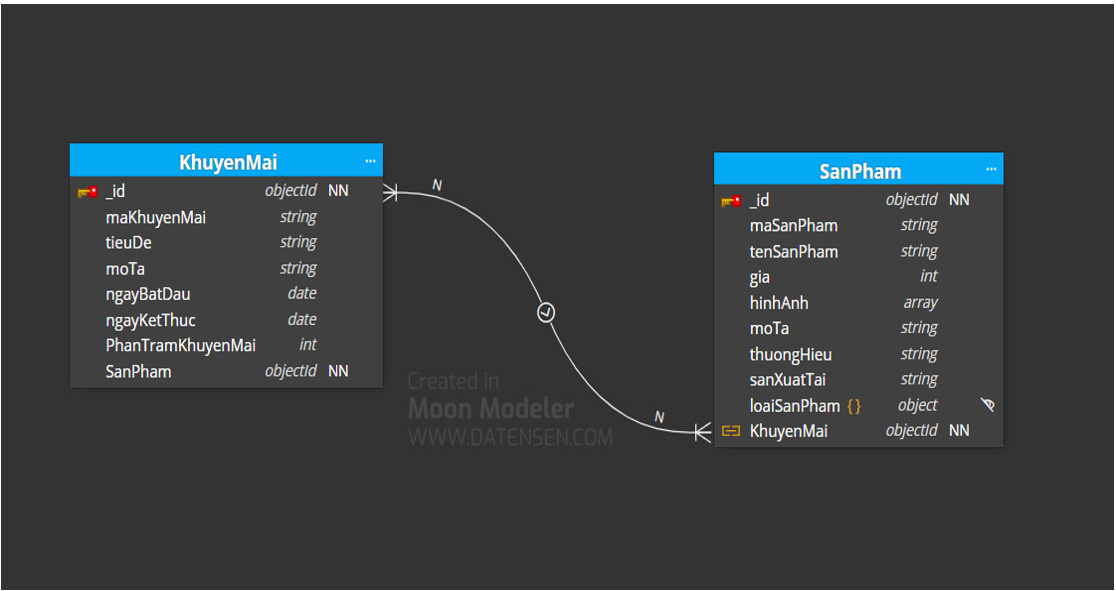 KhuyenMai ...
_id objectId NN
maKhuyenMai string
tieuDe string
moTa string
ngayBatDau date
ngayKetThuc date
PhanTramKhuyenMai int
SanPham objectId NN
N
N
Created in
Moon Modeler
WWW.DATENSEN.COM
SanPham ...
_id objectId NN
maSanPham string
tenSanPham string
gia int
hinhAnh array
moTa string
thuongHieu string
sanXuatTai string
loaiSanPham {} object
KhuyenMai objectId NN